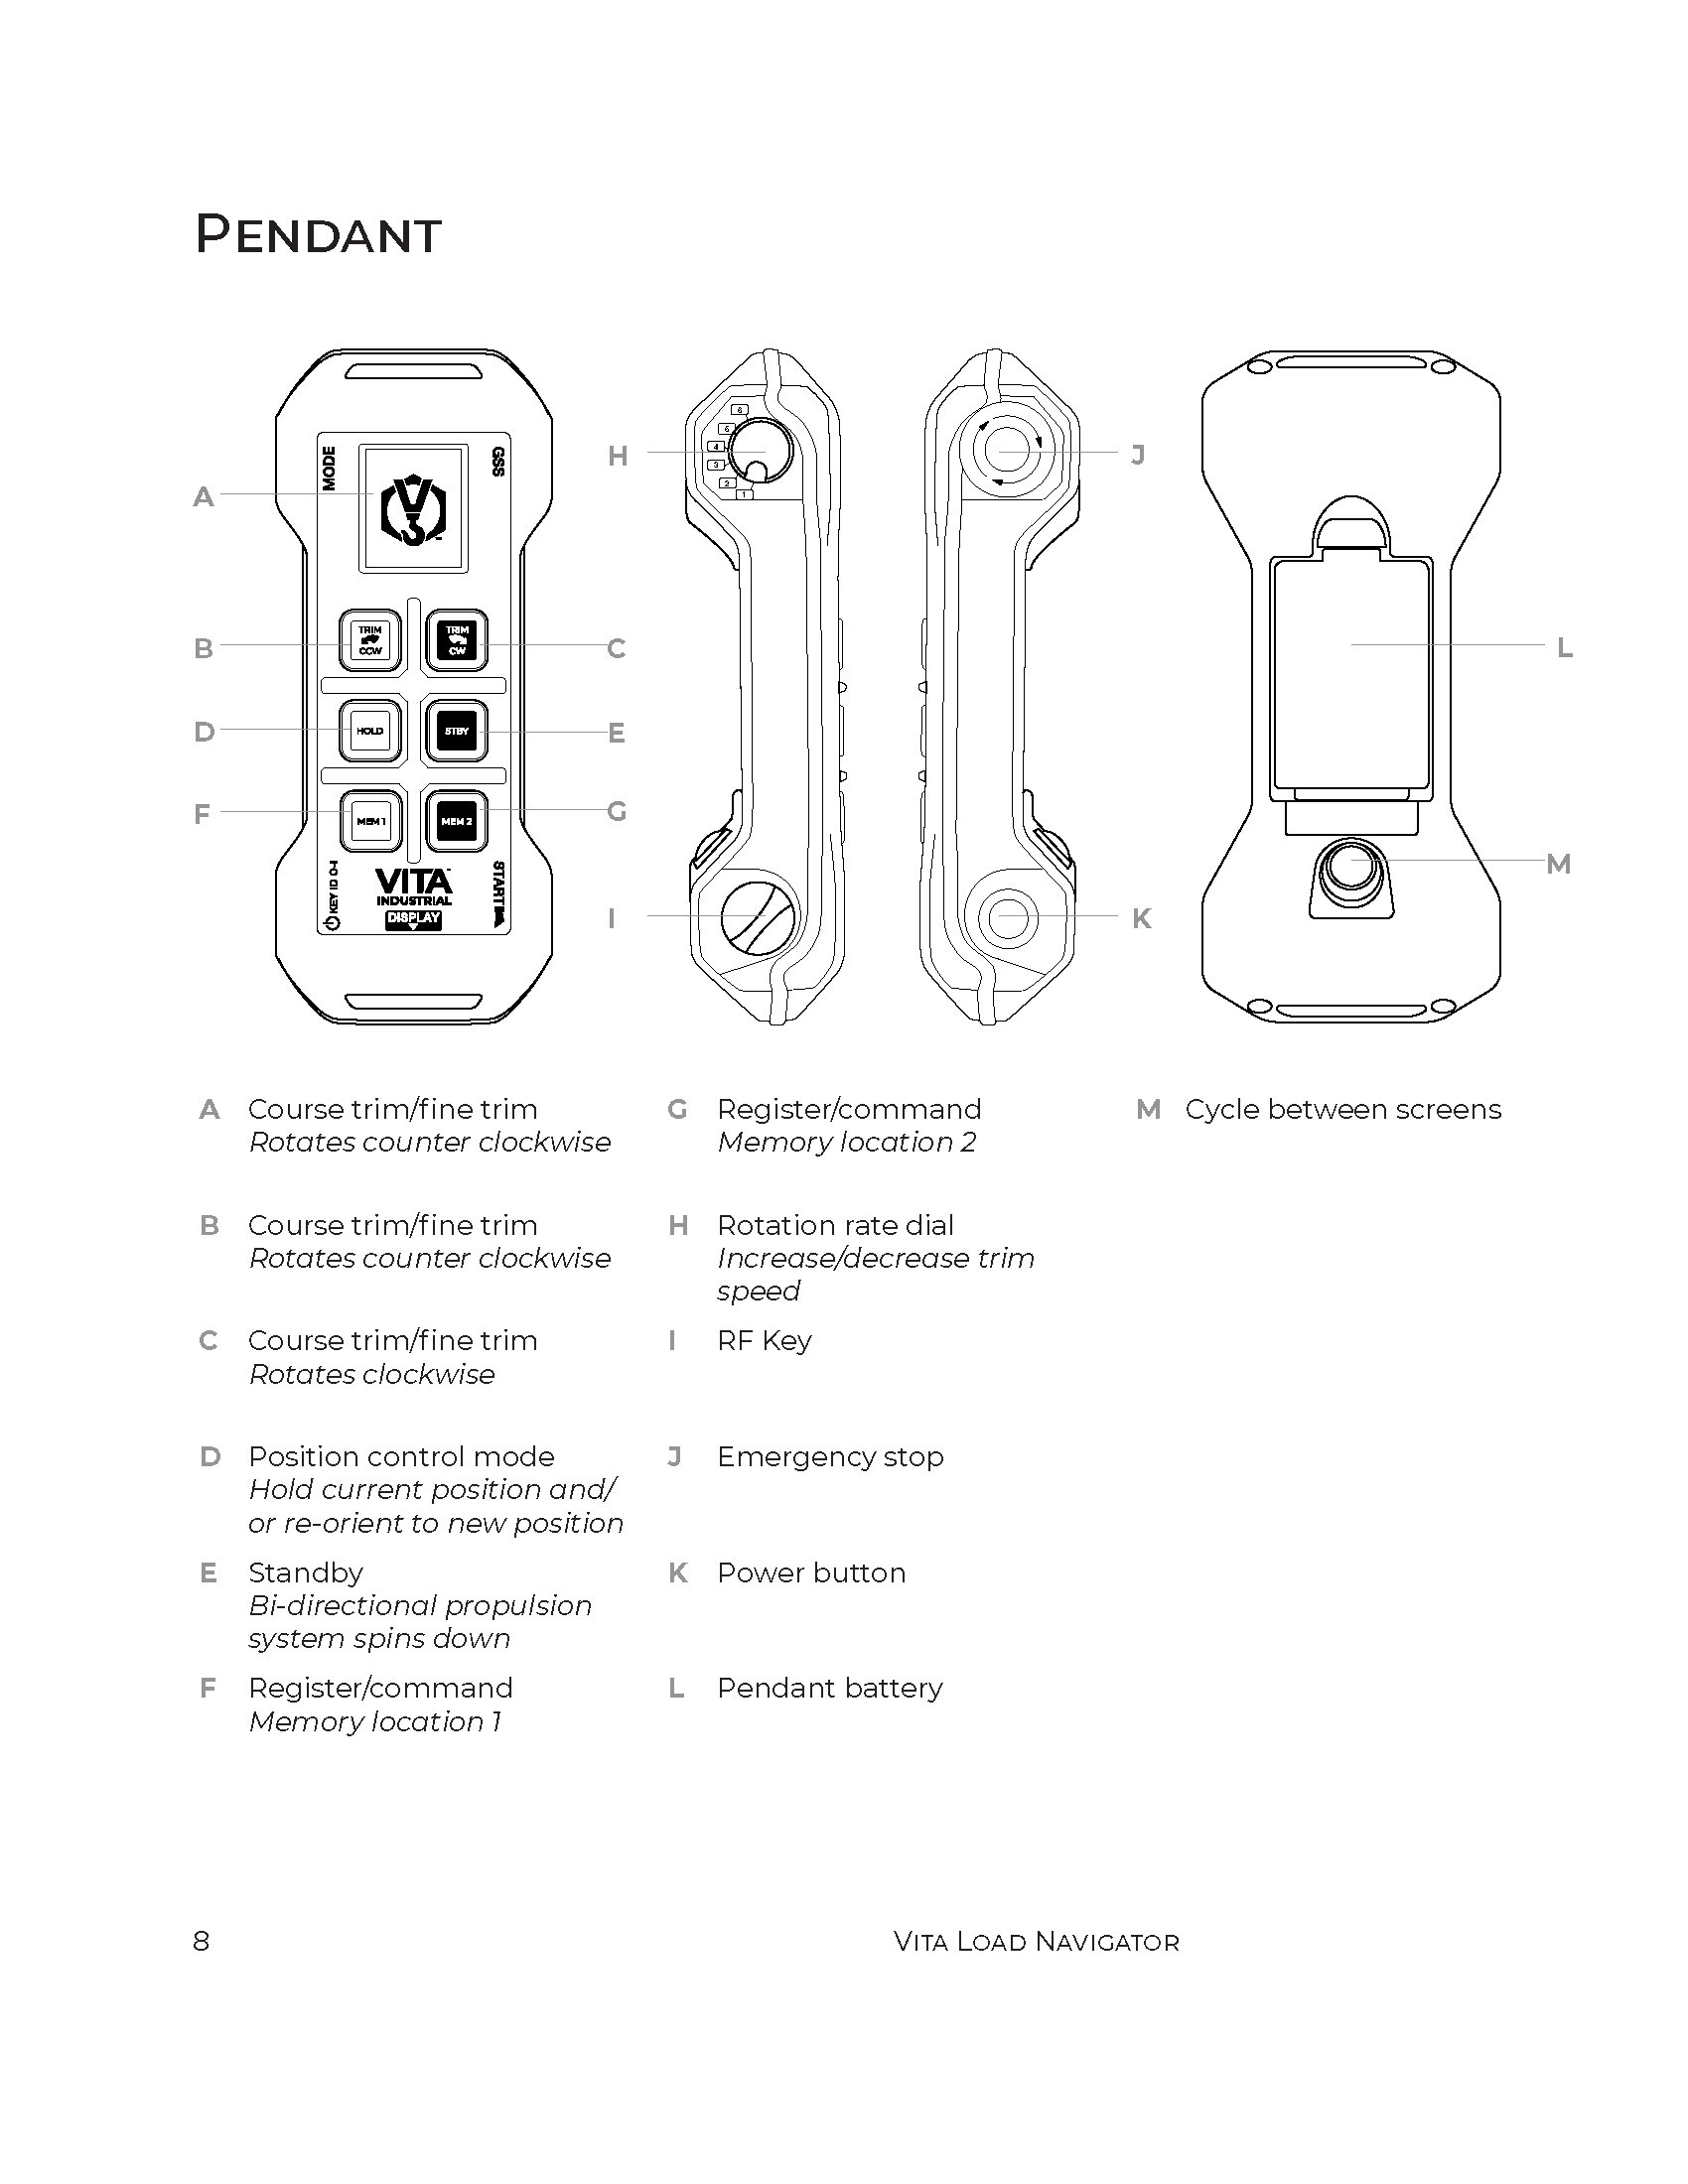 PENDANT
MODE
GSS
A
TRIM
CCW
TRIM
CW
B
C
HOLD
STBY
D
E
MEM 1
MEM 2
F
G
KEY ID 0-I
VITA
INDUSTRIAL
DISPLAY
START
6
5
4
3
2
1
H
I
J
K
L
M
A Course trim/fine trim
Rotates counter clockwise
B Course trim/fine trim
Rotates counter clockwise
C Course trim/fine trim
Rotates clockwise
D Position control mode
Hold current position and/
or re-orient to new position
E Standby
Bi-directional propulsion
system spins down
F Register/command
Memory location 1
G Register/command
Memory location 2
H Rotation rate dial
Increase/decrease trim
speed
I RF Key
J Emergency stop
K Power button
L Pendant battery
M Cycle between screens
8
VITA LOAD NAVIGATOR